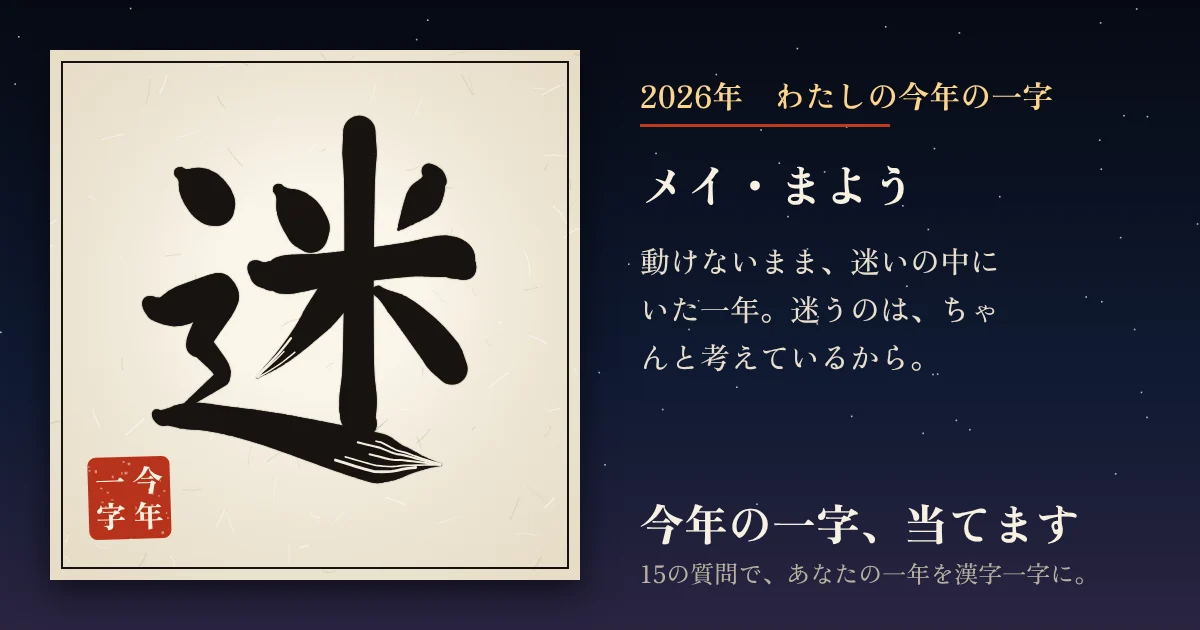 迷
今年
一字
2026年　わたしの今年の一字
メイ・まよう
動けないまま、迷いの中に
いた一年。迷うのは、ちゃ
んと考えているから。
今年の一字、当てます
15の質問で、あなたの一年を漢字一字に。